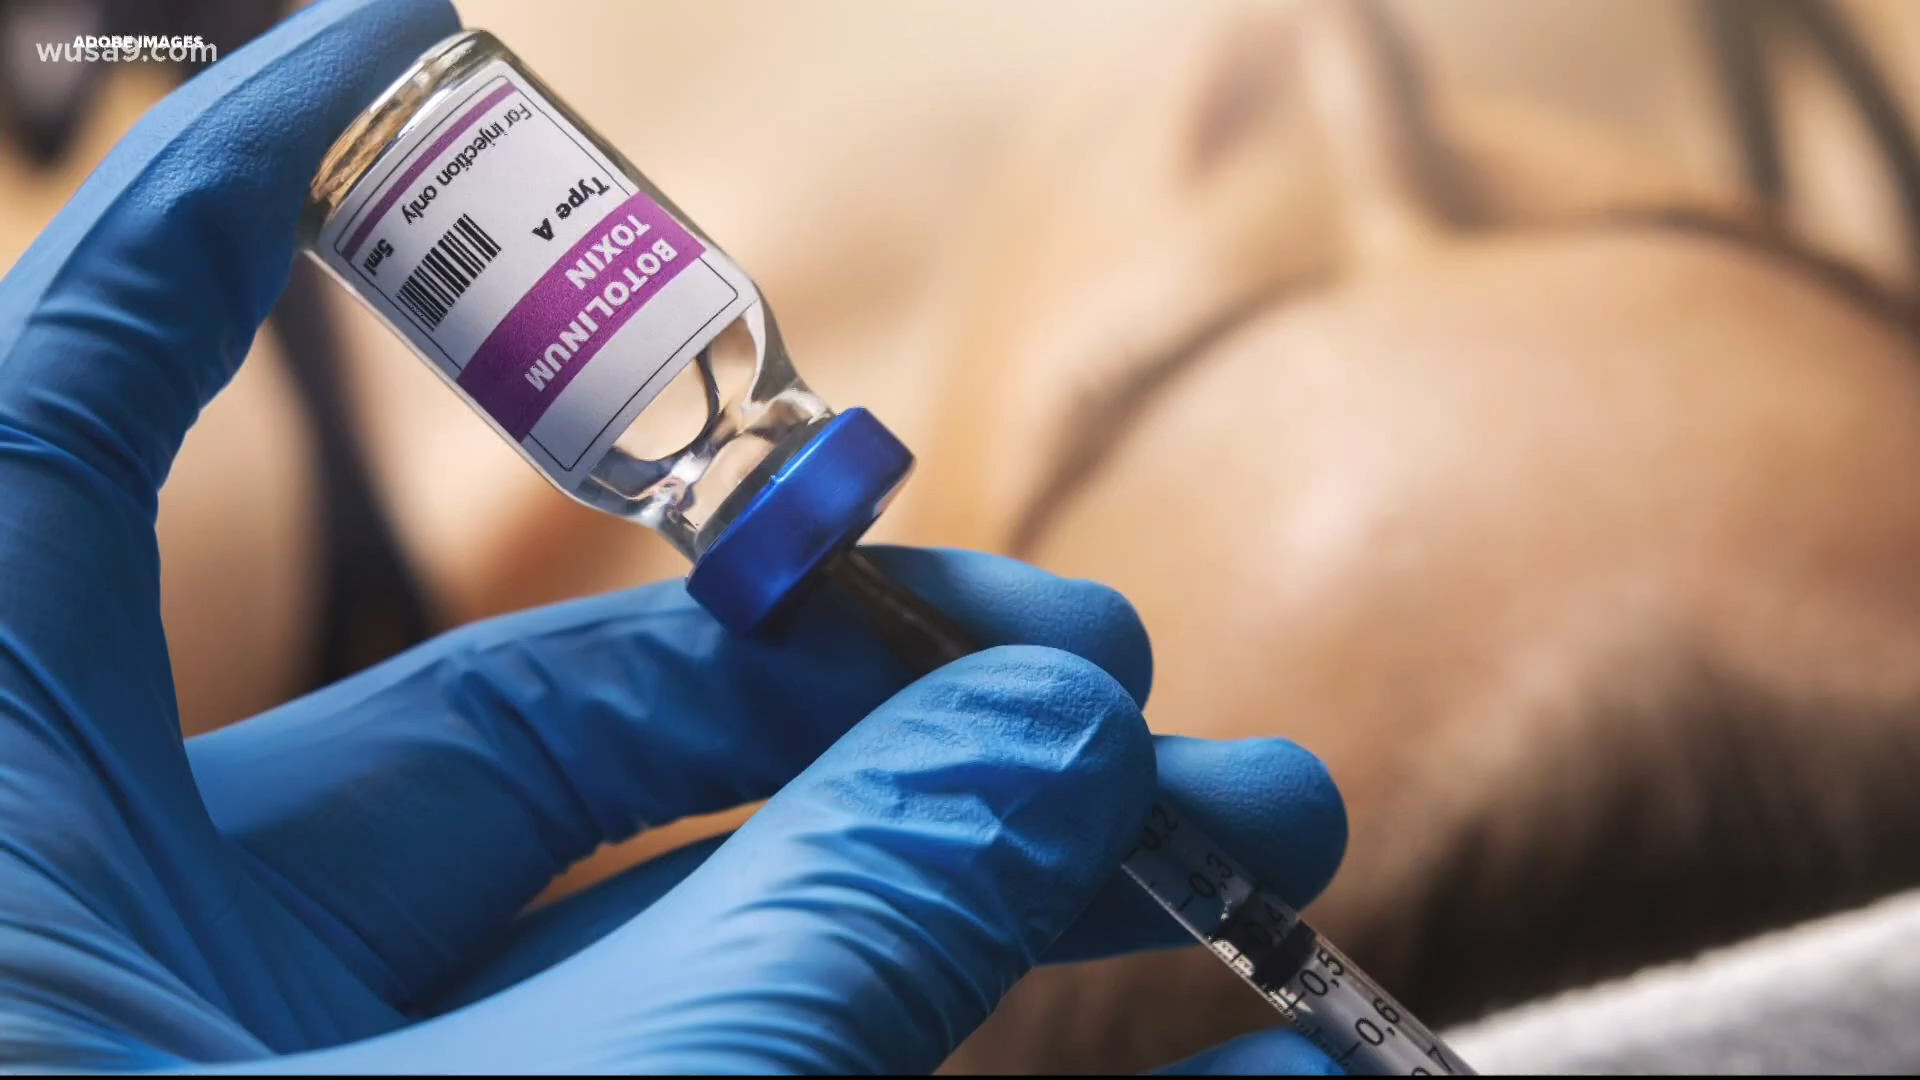 ADOBE IMAGES
wusa9.com
For injection only
Type A
5ml
BOTOLINUM
TOXIN
0,2
0,3
0,4
0,5
0,6